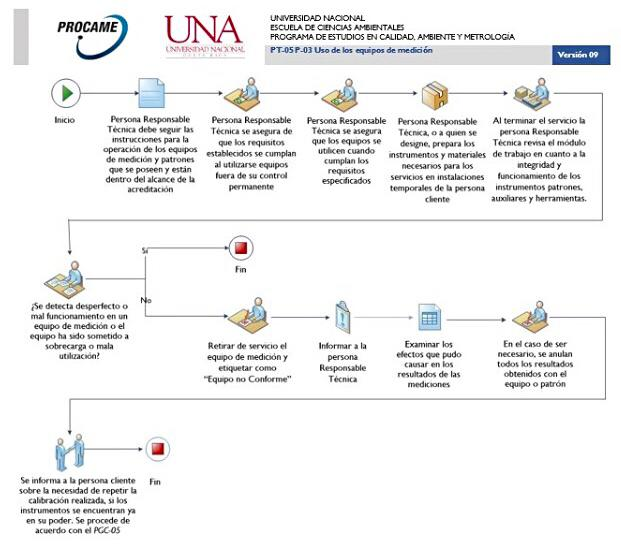 PROCAME
UNA
UNIVERSIDAD NACIONAL
COSTA RICA
UNIVERSIDAD NACIONAL
ESCUELA DE CIENCIAS AMBIENTALES
PROGRAMA DE ESTUDIOS EN CALIDAD, AMBIENTE Y METROLOGÍA
PT-05 P-03 Uso de los equipos de medición
Versión 09
Inicio
Persona Responsable
Técnica debe seguir las
instrucciones para la
operación de los equipos
de medición y patrones
que se poseen y están
dentro del alcance de la
acreditación
Persona Responsable
Técnica se asegura de
que los requisitos
establecidos se cumplan
al utilizarse equipos
fuera de su control
permanente
Persona Responsable
Técnica se asegura
que los equipos se
utilicen cuando
cumplan los
requisitos
especificados
Persona Responsable
Técnica, o a quien se
designe, prepara los
instrumentos y materiales
necesarios para los
servicios en instalaciones
temporales de la persona
cliente
Al terminar el servicio la
persona Responsable
Técnica revisa el módulo
de trabajo en cuanto a la
integridad y
funcionamiento de los
instrumentos patrones,
auxiliares y herramientas.
¿Se detecta desperfecto o
mal funcionamiento en un
equipo de medición o el
equipo ha sido sometido a
sobrecarga o mala
utilización?
Sí
Fin
No
Retirar de servicio el
equipo de medición y
etiquetar como
“Equipo no Conforme”
Informar a la
persona
Responsable
Técnica
Examinar los
efectos que pudo
causar en los
resultados de las
mediciones
En el caso de ser
necesario, se anulan
todos los resultados
obtenidos con el
equipo o patrón
Se informa a la persona cliente
sobre la necesidad de repetir la
calibración realizada, si los
instrumentos se encuentran ya
en su poder. Se procede de
acuerdo con el PGC-05
Fin